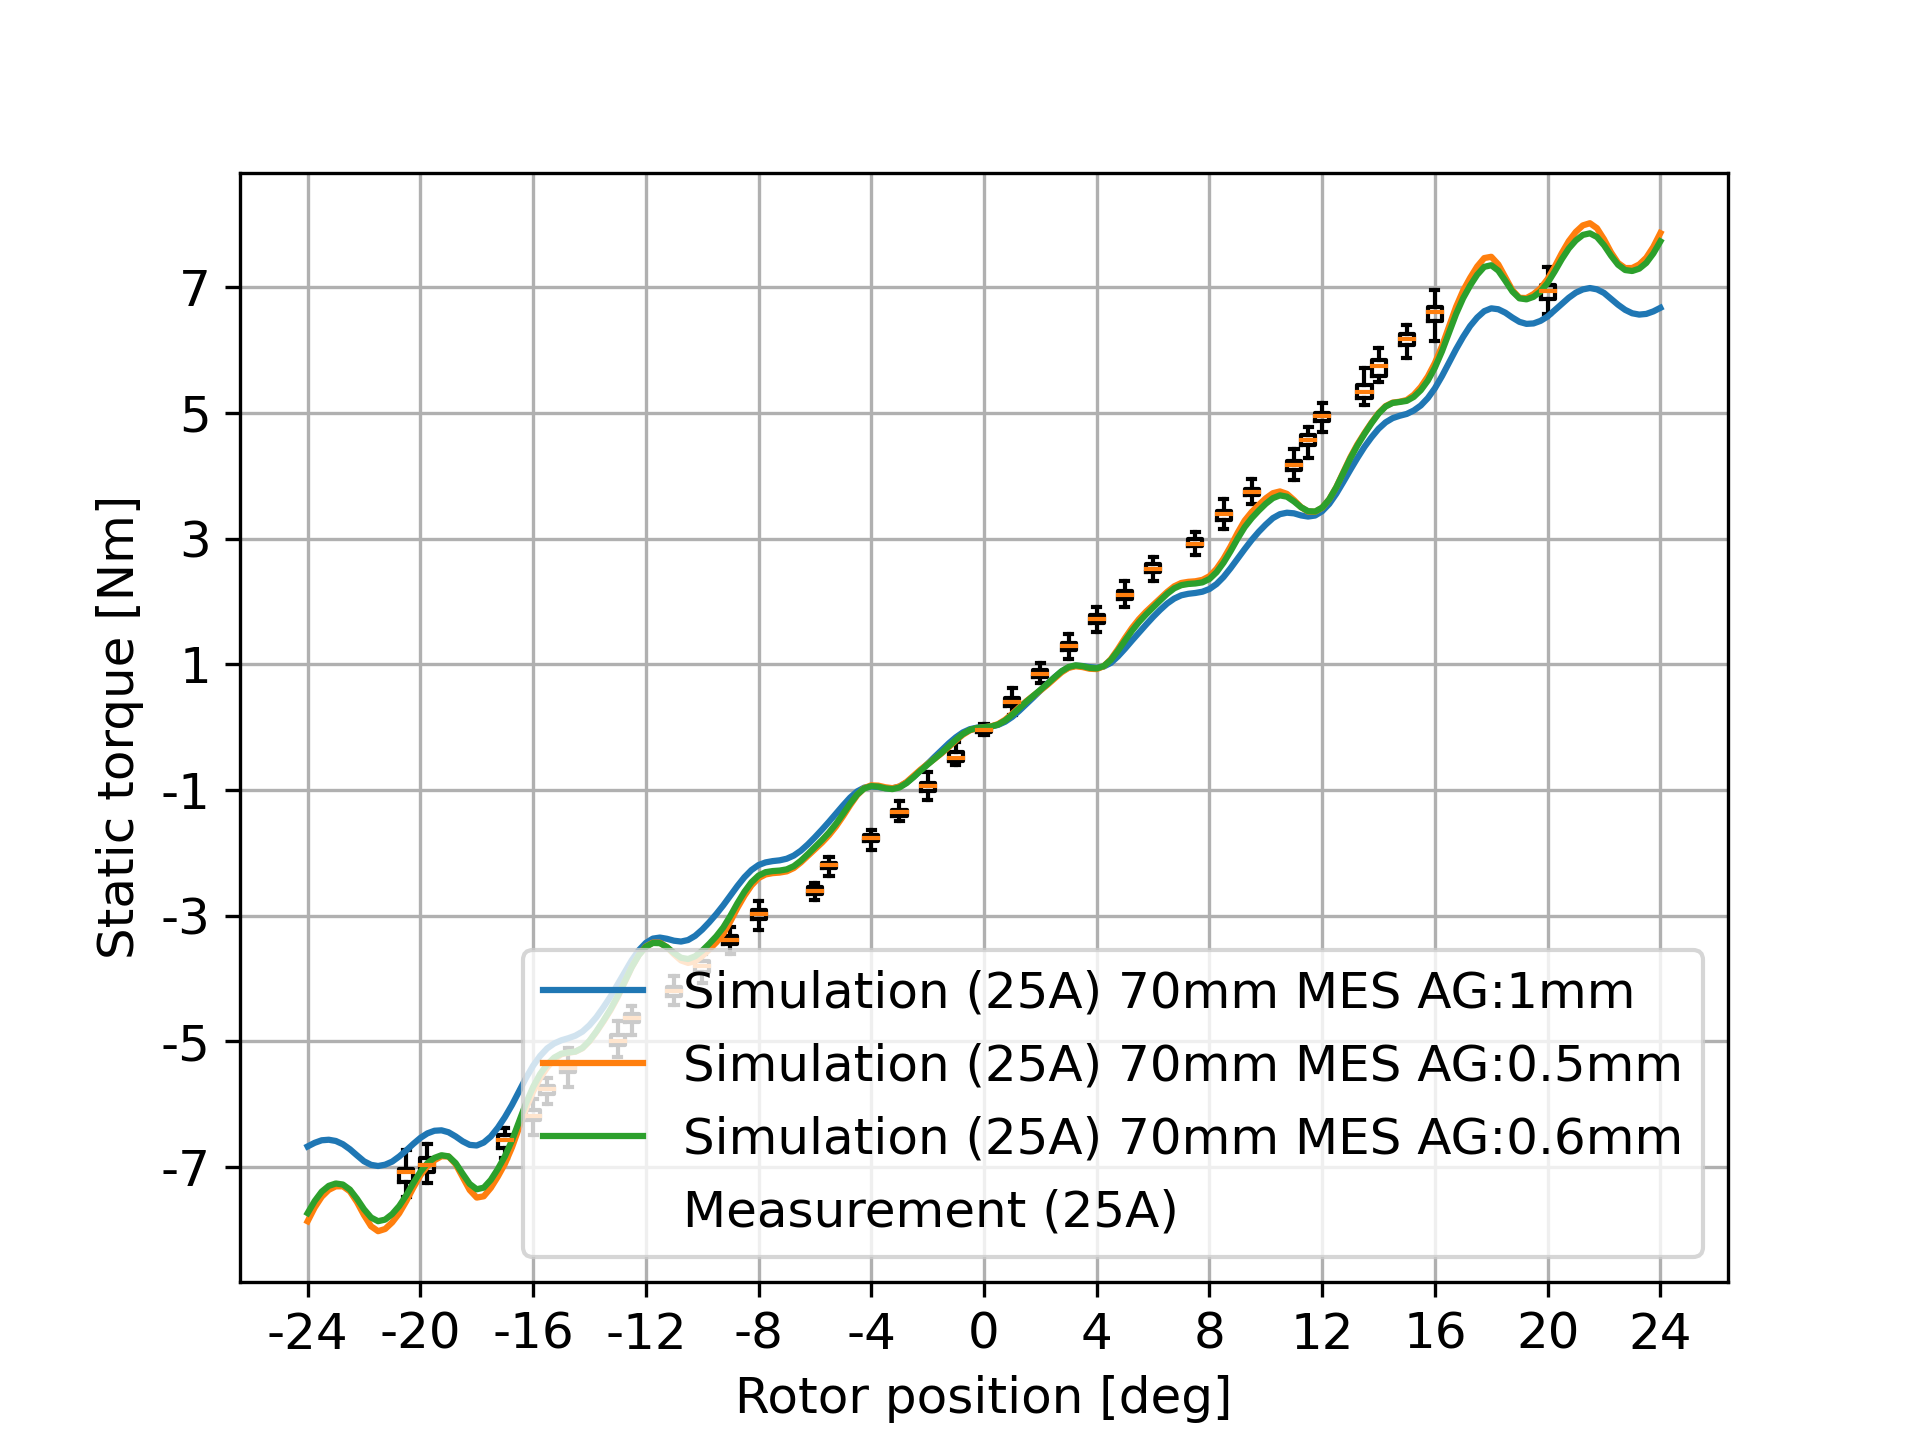 7
5
3
1
-1
-3
-5
-7
Static torque [Nm]
Simulation (25A) 70mm MES AG:1mm
Simulation (25A) 70mm MES AG:0.5mm
Simulation (25A) 70mm MES AG:0.6mm
Measurement (25A)
-24 -20 -16 -12 -8 -4 0 4 8 12 16 20 24
Rotor position [deg]